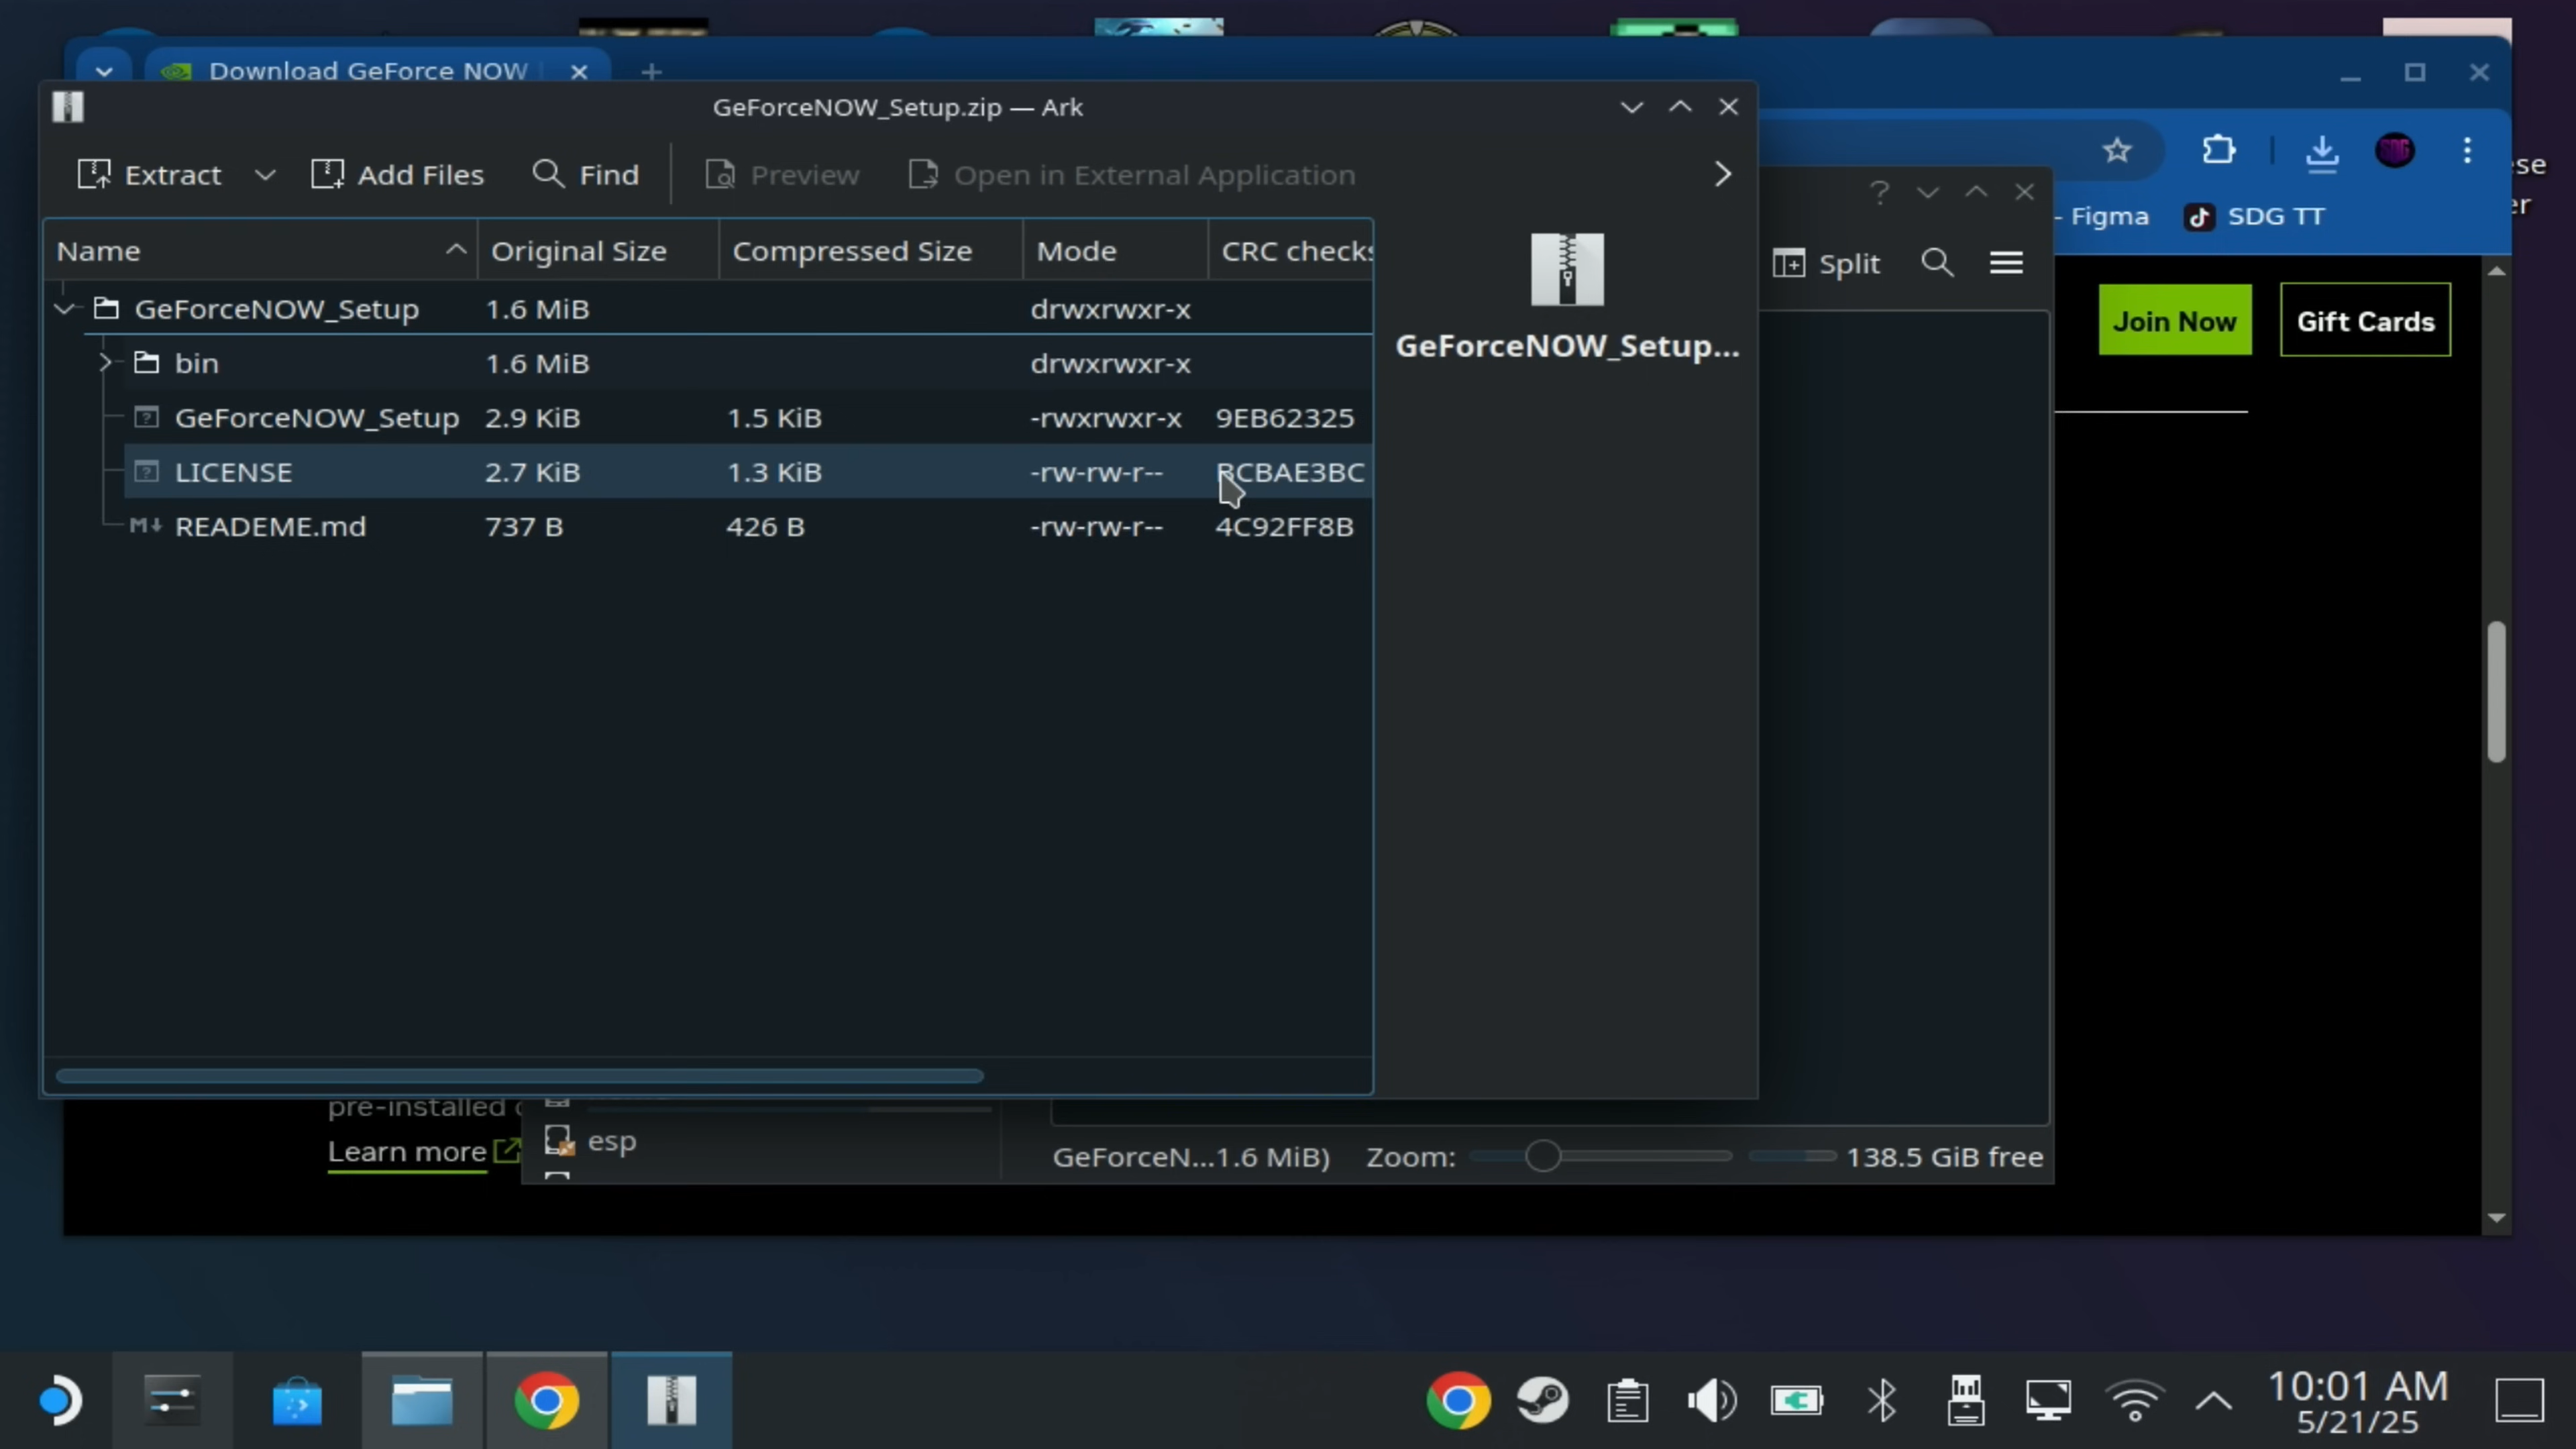 Download GeForce NOW
GeForceNOW_Setup.zip — Ark
Extract
Add Files
Find
Preview
Open in External Application
- Figma
SDG TT
Split
Name
Original Size
Compressed Size
Mode
CRC checks
GeForceNOW_Setup 1.6 MiB drwxrwxr-x
bin 1.6 MiB drwxrwxr-x
GeForceNOW_Setup 2.9 KiB 1.5 KiB -rwxrwxr-x 9EB62325
LICENSE 2.7 KiB 1.3 KiB -rw-rw-r-- BCBAE3BC
READEME.md 737 B 426 B -rw-rw-r-- 4C92FF8B
GeForceNOW_Setup...
Join Now
Gift Cards
pre-installed
Learn more
esp
GeForceN...1.6 MiB)
Zoom:
138.5 GiB free
10:01 AM
5/21/25